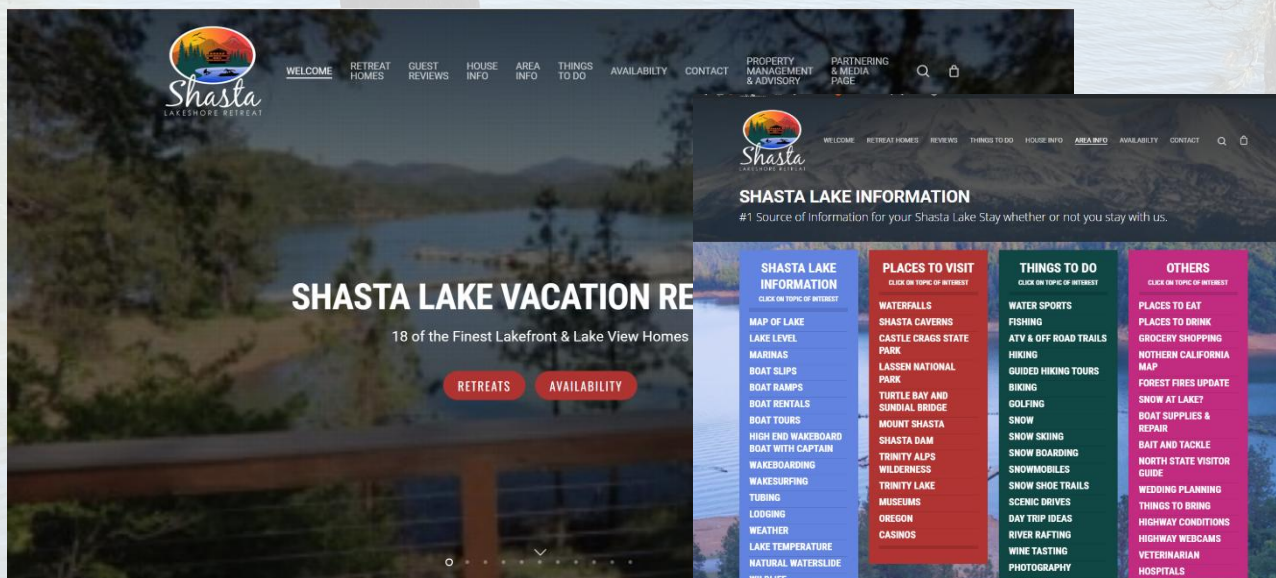 Shasta
LAKESHORE RETREAT
WELCOME
RETREAT
HOMES
GUEST
REVIEWS
HOUSE
INFO
AREA
INFO
THINGS
TO DO
AVAILABILTY
CONTACT
PROPERTY
MANAGEMENT
& ADVISORY
PARTNERING
& MEDIA
PAGE
SHASTA LAKE VACATION RE
18 of the Finest Lakefront & Lake View Homes
RETREATS
AVAILABILITY
Shasta
LAKESHORE RETREAT
WELCOME
RETREAT HOMES
REVIEWS
THINGS TO DO
HOUSE INFO
AREA INFO
AVAILABILTY
CONTACT
SHASTA LAKE INFORMATION
#1 Source of Information for your Shasta Lake Stay whether or not you stay with us.
SHASTA LAKE
INFORMATION
CLICK ON TOPIC OF INTEREST
MAP OF LAKE
LAKE LEVEL
MARINAS
BOAT SLIPS
BOAT RAMPS
BOAT RENTALS
BOAT TOURS
HIGH END WAKEBOARD
BOAT WITH CAPTAIN
WAKEBOARDING
WAKESURFING
TUBING
LODGING
WEATHER
LAKE TEMPERATURE
NATURAL WATERSLIDE
WILDLIFE
PLACES TO VISIT
CLICK ON TOPIC OF INTEREST
WATERFALLS
SHASTA CAVERNS
CASTLE CRAGS STATE
PARK
LASSEN NATIONAL
PARK
TURTLE BAY AND
SUNDIAL BRIDGE
MOUNT SHASTA
SHASTA DAM
TRINITY ALPS
WILDERNESS
TRINITY LAKE
MUSEUMS
OREGON
CASINOS
THINGS TO DO
CLICK ON TOPIC OF INTEREST
WATER SPORTS
FISHING
ATV & OFF ROAD TRAILS
HIKING
GUIDED HIKING TOURS
BIKING
GOLFING
SNOW
SNOW SKIING
SNOW BOARDING
SNOWMOBILES
SNOW SHOE TRAILS
SCENIC DRIVES
DAY TRIP IDEAS
RIVER RAFTING
WINE TASTING
PHOTOGRAPHY
OTHERS
CLICK ON TOPIC OF INTEREST
PLACES TO EAT
PLACES TO DRINK
GROCERY SHOPPING
NOTHERN CALIFORNIA
MAP
FOREST FIRES UPDATE
SNOW AT LAKE?
BOAT SUPPLIES &
REPAIR
BAIT AND TACKLE
NORTH STATE VISITOR
GUIDE
WEDDING PLANNING
THINGS TO BRING
HIGHWAY CONDITIONS
HIGHWAY WEBCAMS
VETERINARIAN
HOSPITALS